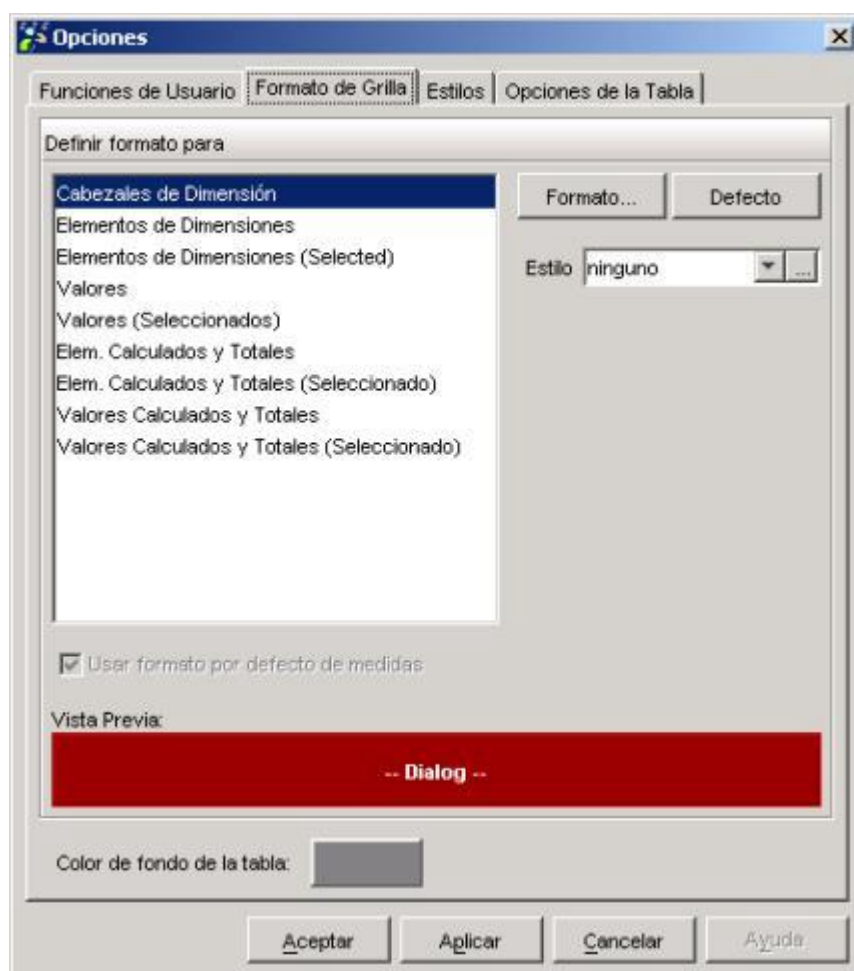 Opciones
Funciones de Usuario Formato de Grilla Estilos Opciones de la Tabla
Definir formato para
Cabezales de Dimensión
Formato... Defecto
Elementos de Dimensiones
Elementos de Dimensiones (Selected)
Estilo ninguno ...
Valores
Valores (Seleccionados)
Elem. Calculados y Totales
Elem. Calculados y Totales (Seleccionado)
Valores Calculados y Totales
Valores Calculados y Totales (Seleccionado)
Usar formato por defecto de medidas
Vista Previa:
-- Dialog --
Color de fondo de la tabla:
Aceptar Aplicar Cancelar Ayuda